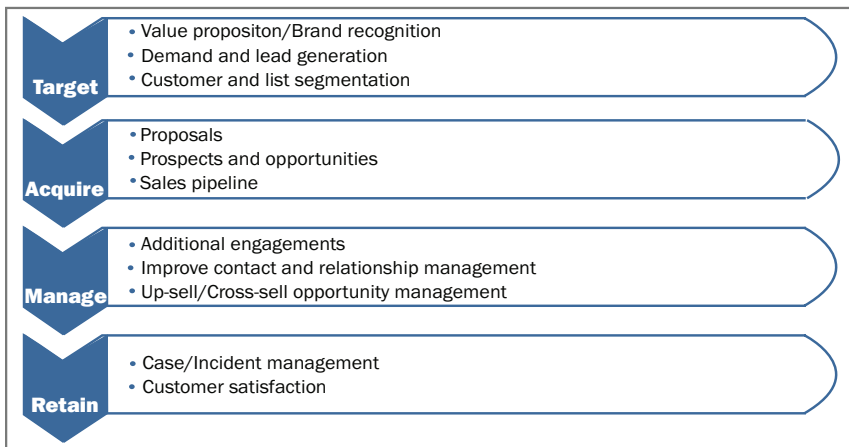 • Value propositon/Brand recognition
• Demand and lead generation
• Customer and list segmentation
Target
• Proposals
• Prospects and opportunities
• Sales pipeline
Acquire
• Additional engagements
• Improve contact and relationship management
• Up-sell/Cross-sell opportunity management
Manage
• Case/Incident management
• Customer satisfaction
Retain